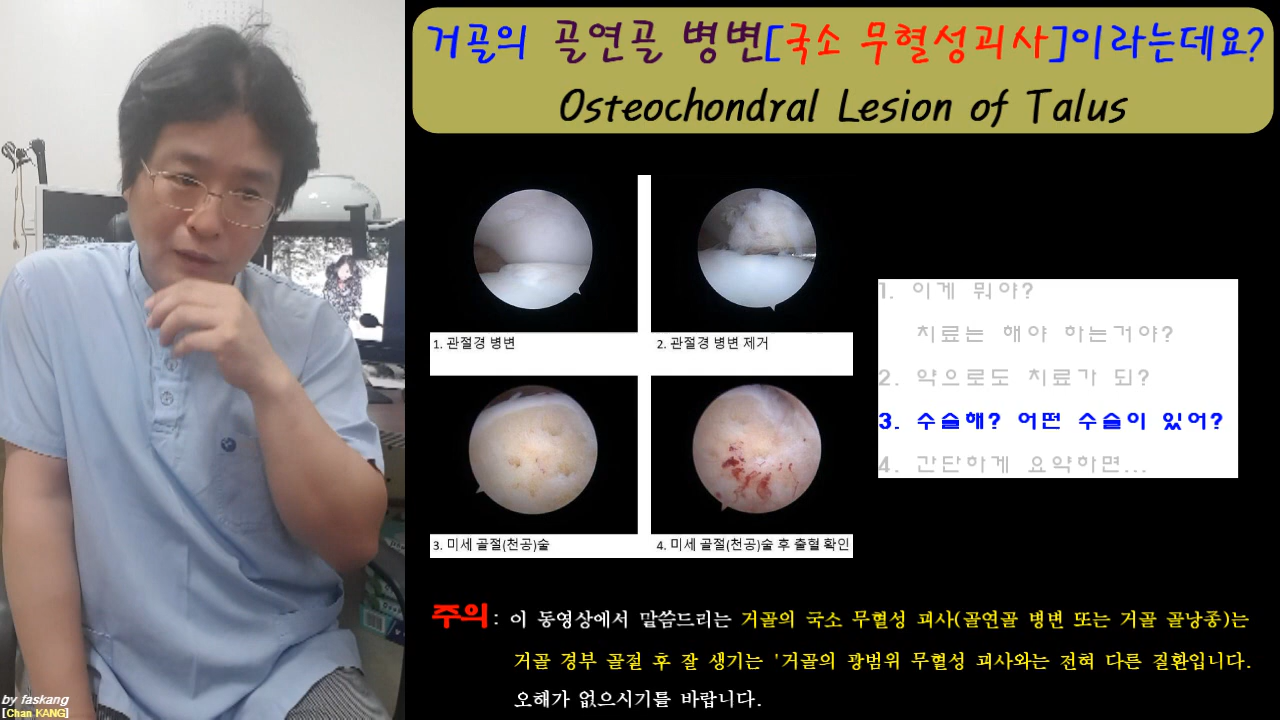 거골의 골연골 병변[국소 무혈성괴사]이라는데요?
Osteochondral Lesion of Talus
1. 관절경 병변
2. 관절경 병변 제거
3. 미세 골절(천공)술
4. 미세 골절(천공)술 후 출혈 확인
1. 이게 뭐야?
치료는 해야 하는거야?
2. 약으로도 치료가 되?
3. 수술해? 어떤 수술이 있어?
4. 간단하게 요약하면...
주의: 이 동영상에서 말씀드리는 거골의 국소 무혈성 괴사(골연골 병변 또는 거골 골낭종)는
거골 경부 골절 후 잘 생기는 '거골의 광범위 무혈성 괴사와는 전혀 다른 질환입니다.
오해가 없으시기를 바랍니다.
by faskang
[Chan KANG]